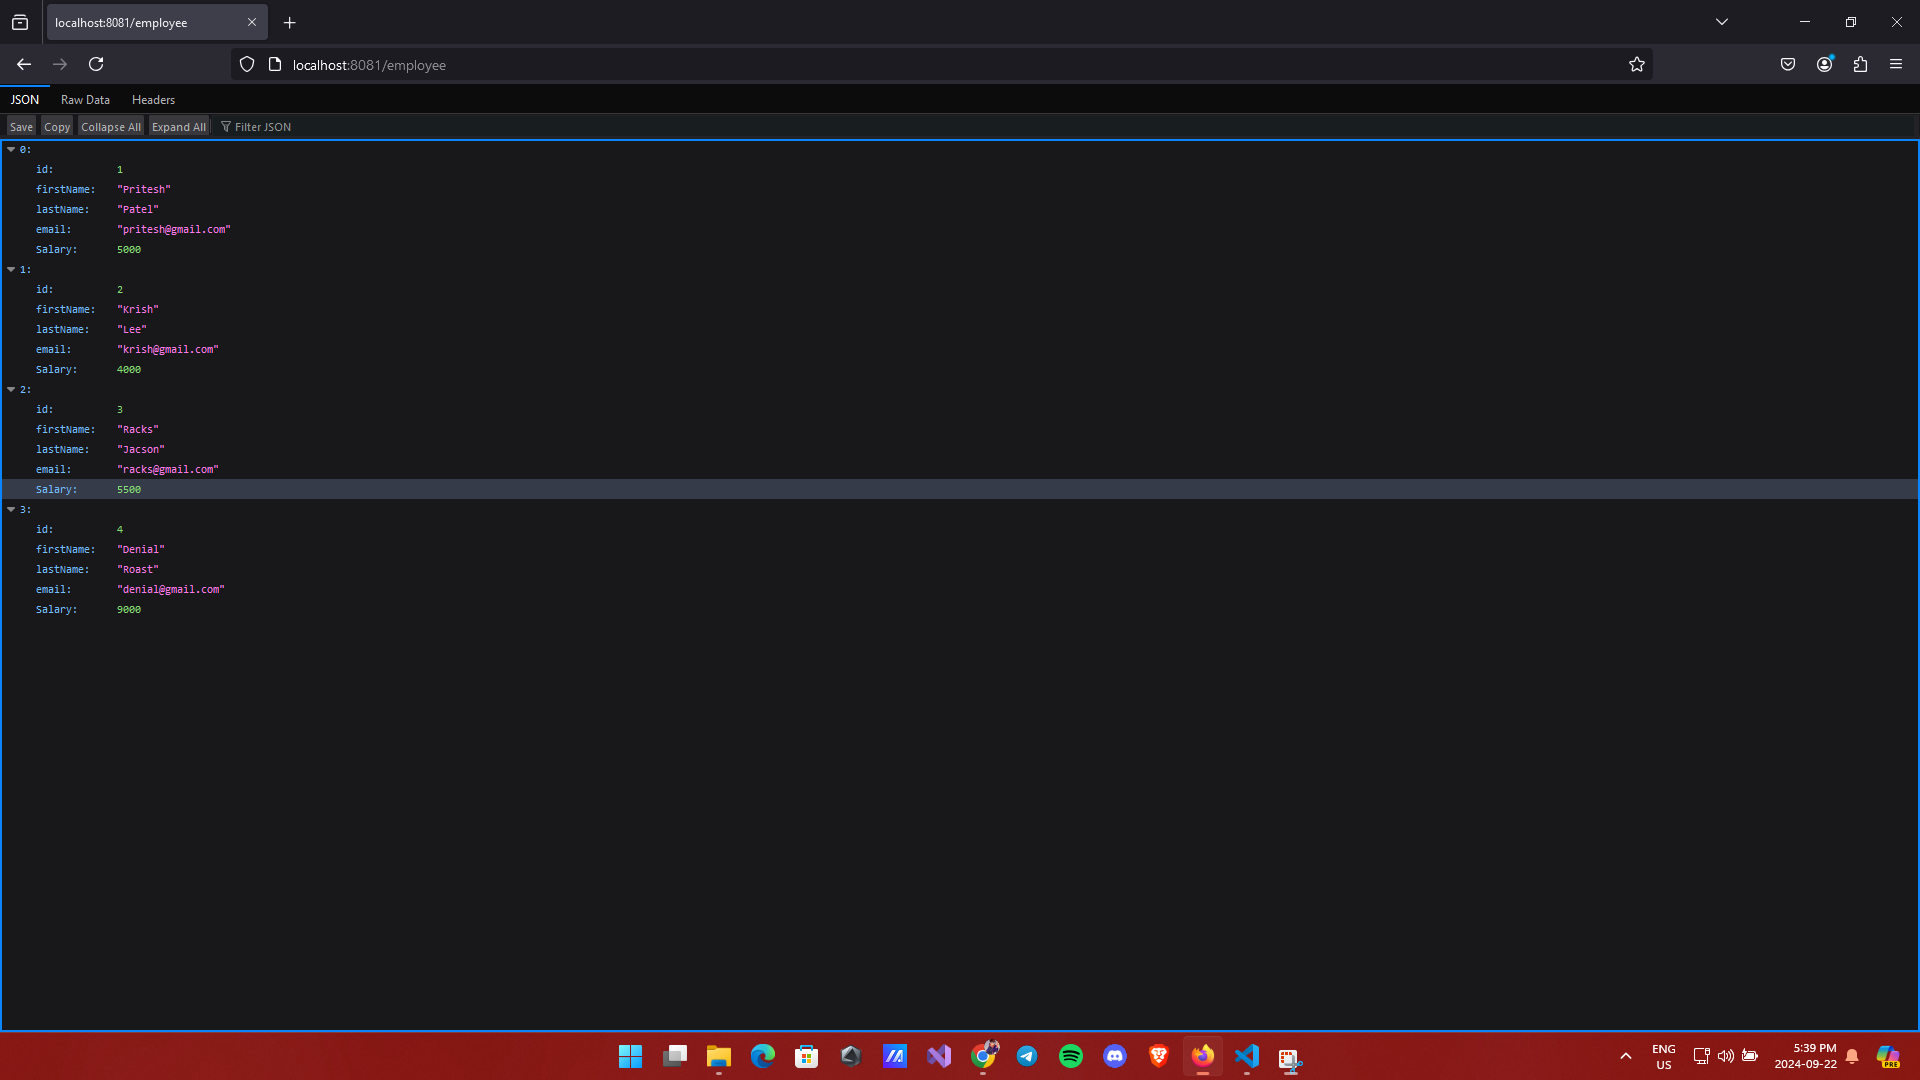 localhost:8081/employee
localhost:8081/employee
JSON Raw Data Headers
Save Copy Collapse All Expand All Filter JSON
0:
id: 1
firstName: "Pritesh"
lastName: "Patel"
email: "pritesh@gmail.com"
Salary: 5000
1:
id: 2
firstName: "Krish"
lastName: "Lee"
email: "krish@gmail.com"
Salary: 4000
2:
id: 3
firstName: "Racks"
lastName: "Jacson"
email: "racks@gmail.com"
Salary: 5500
3:
id: 4
firstName: "Denial"
lastName: "Roast"
email: "denial@gmail.com"
Salary: 9000
ENG
US
5:39 PM
2024-09-22
PRE